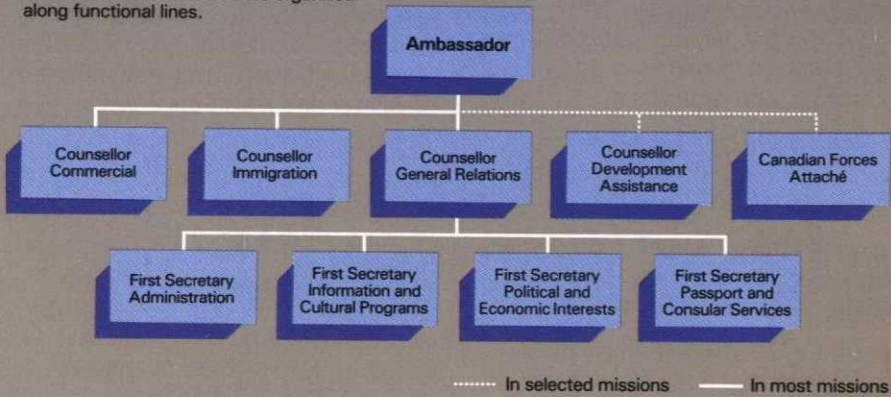 along functional lines.
Ambassador
Counsellor
Commercial
Counsellor
Immigration
Counsellor
General Relations
Counsellor
Development
Assistance
Canadian Forces
Attaché
First Secretary
Administration
First Secretary
Information and
Cultural Programs
First Secretary
Political and
Economic Interests
First Secretary
Passport and
Consular Services
In selected missions
In most missions